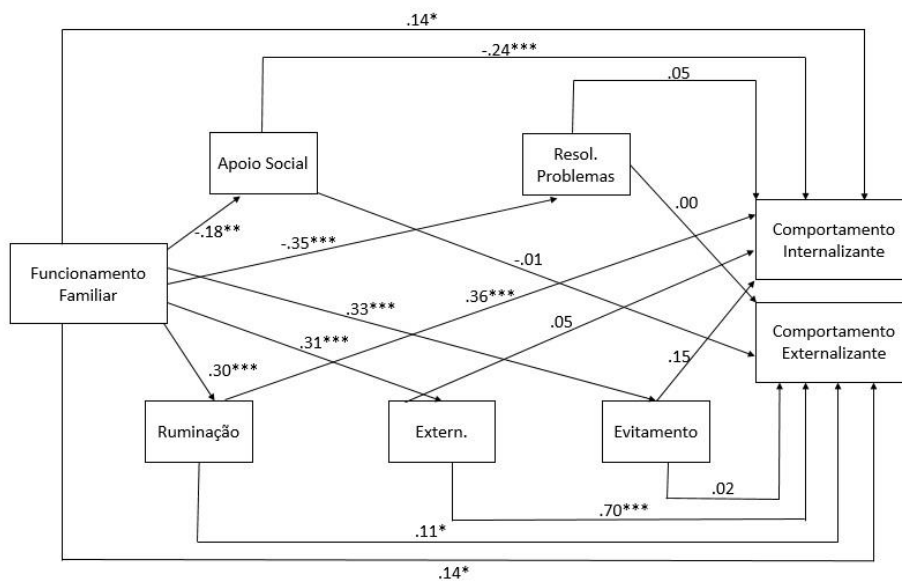 .14*
-.24***
.05
Apoio Social
Resol.
Problemas
.00
-.18**
-.35***
-.01
Comportamento
Internalizante
Funcionamento
Familiar
.36***
.33***
.05
.31***
.15
Comportamento
Externalizante
.30***
Ruminação
Extern.
Evitamento
.02
.70***
.11*
.14*